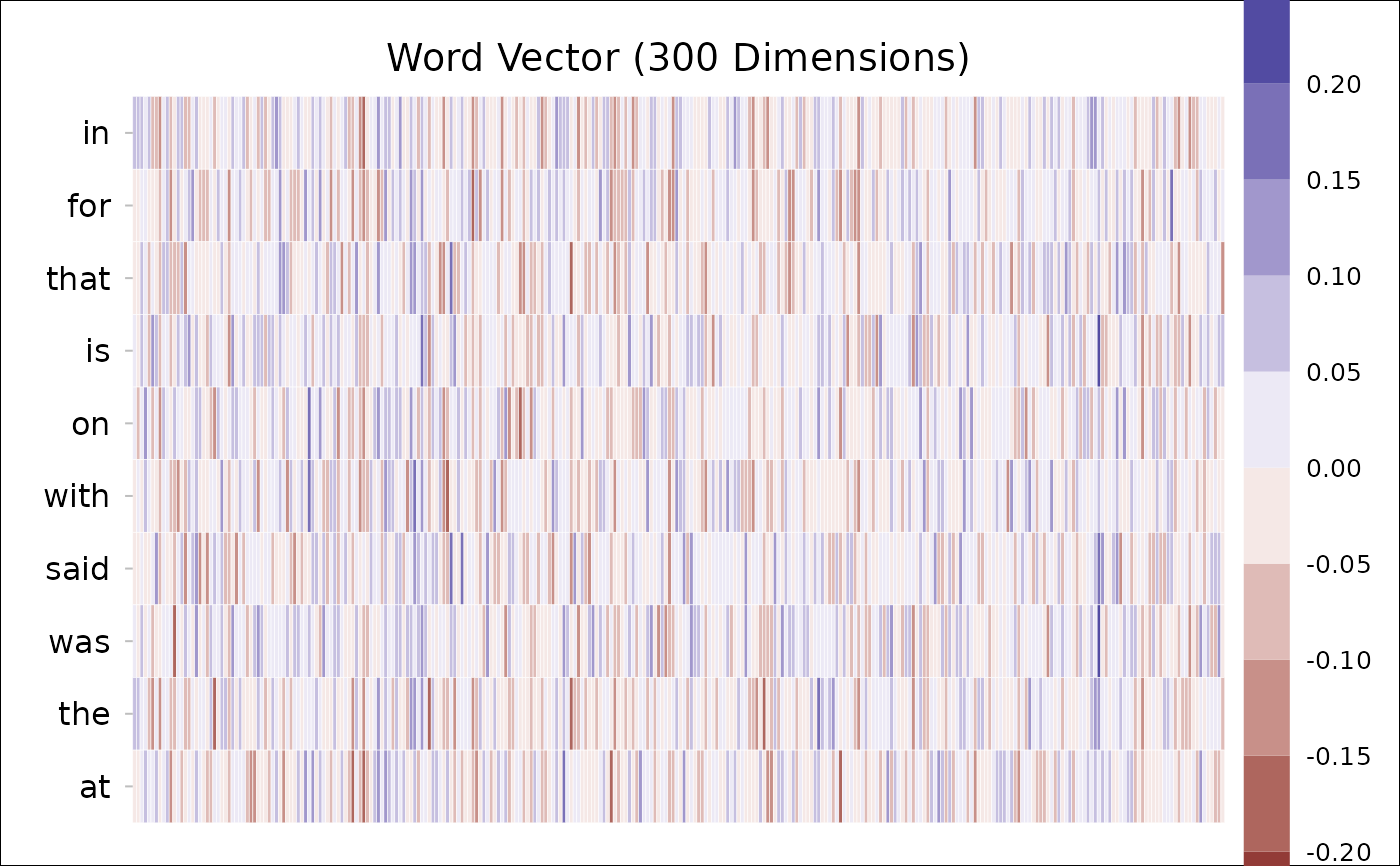 Word Vector (300 Dimensions)
in
for
that
is
on
with
said
was
the
at
0.20
0.15
0.10
0.05
0.00
-0.05
-0.10
-0.15
-0.20